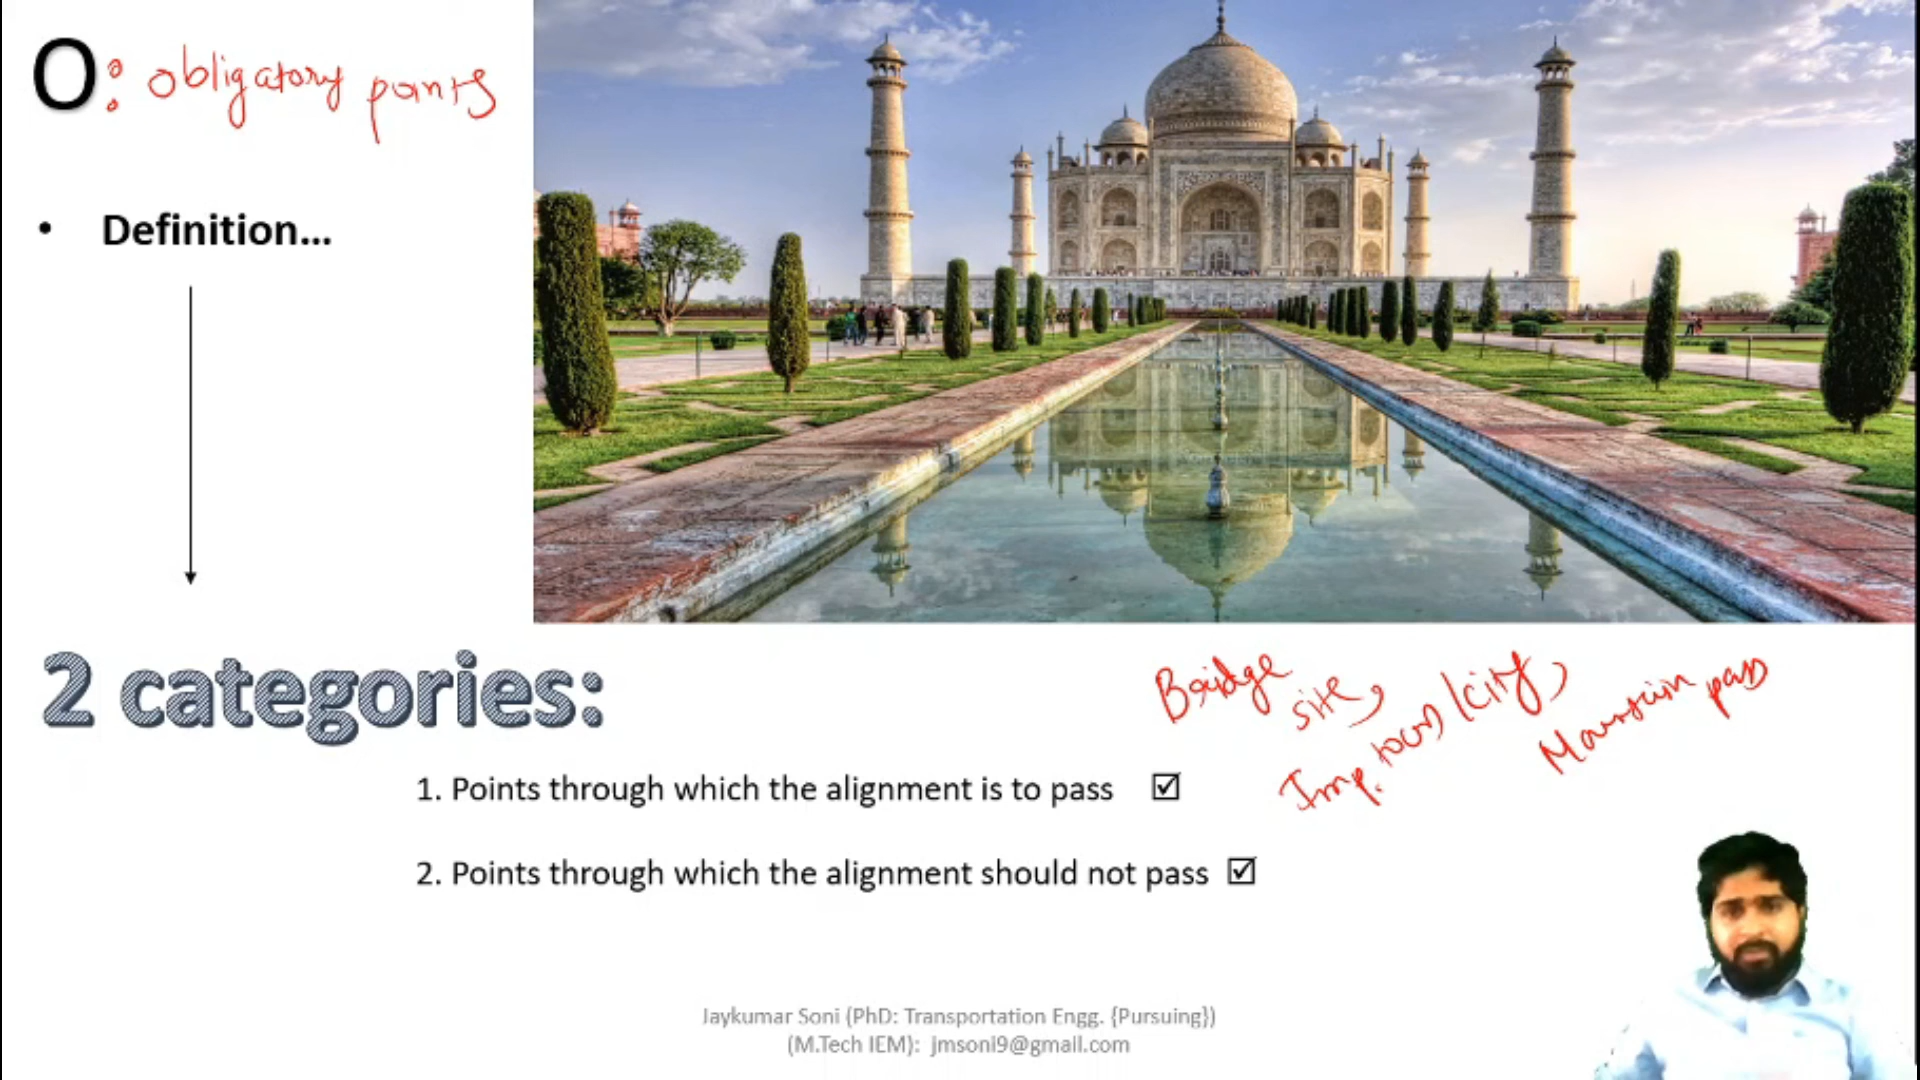 O: obligatory points
• Definition...
2 categories:
Bridge site,
Imp. town/city,
Mountain pass
1. Points through which the alignment is to pass ☑
2. Points through which the alignment should not pass ☑
Jaykumar Soni (PhD: Transportation Engg. {Pursuing})
(M.Tech IEM): jmsoni9@gmail.com